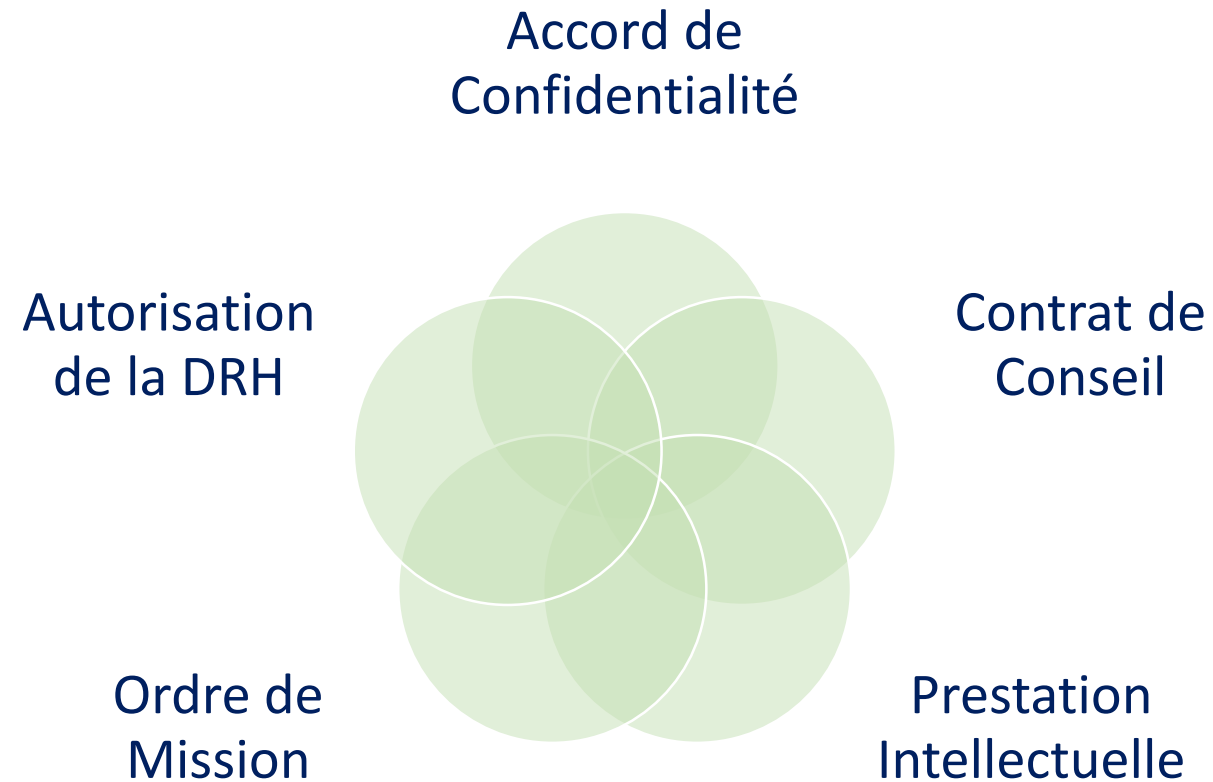 Accord de
Confidentialité
Contrat de
Conseil
Prestation
Intellectuelle
Ordre de
Mission
Autorisation
de la DRH